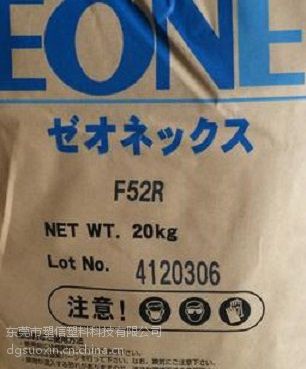 EONE
ゼオネックス
F52R
NET WT. 20kg
Lot No. 4120306
注意!
东莞市塑信塑料科技有限公司
dgsuoxin.cn.china.cn